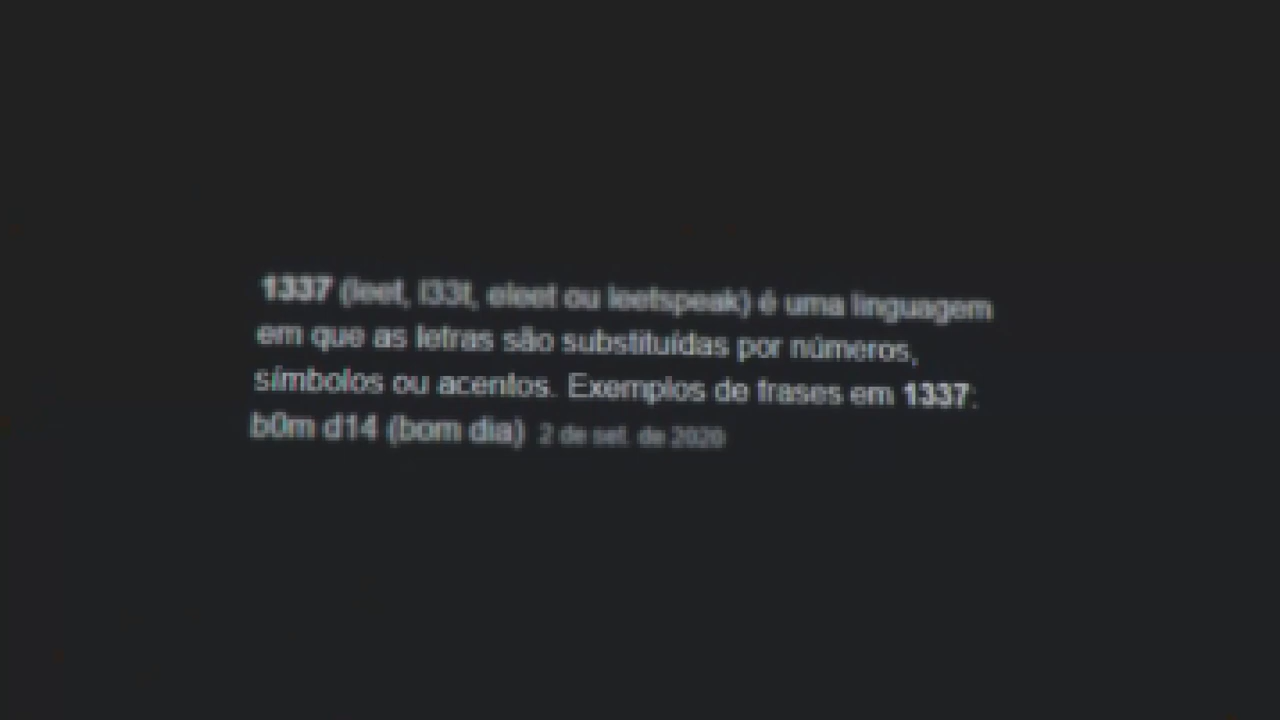 1337 (leet, l33t, eleet ou leetspeak) é uma linguagem
em que as letras são substituídas por números,
símbolos ou acentos. Exemplos de frases em 1337:
b0m d14 (bom dia) 2 de set. de 2020